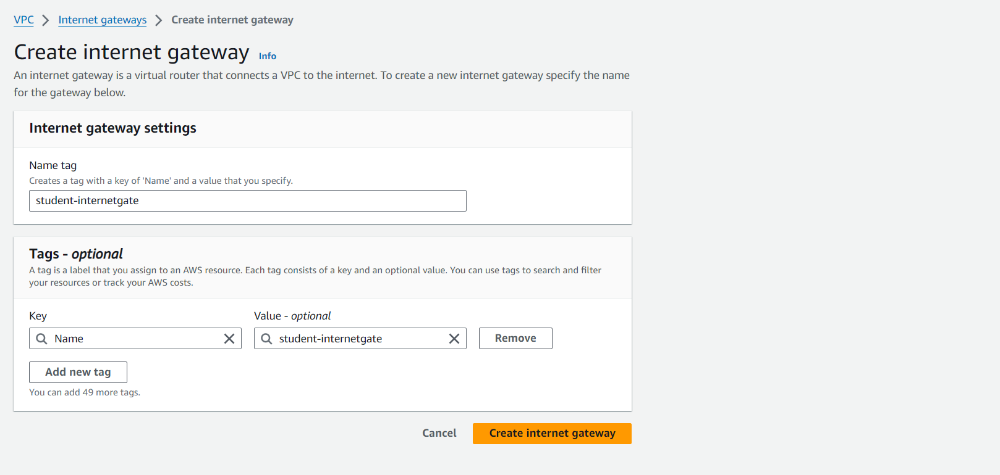 VPC > Internet gateways > Create internet gateway
Create internet gateway Info
An internet gateway is a virtual router that connects a VPC to the internet. To create a new internet gateway specify the name
for the gateway below.
Internet gateway settings
Name tag
Creates a tag with a key of 'Name' and a value that you specify.
student-internetgate
Tags - optional
A tag is a label that you assign to an AWS resource. Each tag consists of a key and an optional value. You can use tags to search and filter
your resources or track your AWS costs.
Key Value - optional
Name student-internetgate Remove
Add new tag
You can add 49 more tags.
Cancel Create internet gateway